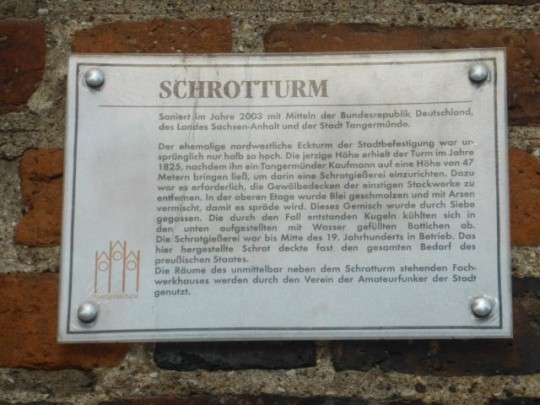 SCHROTTURM
Saniert im Jahre 2003 mit Mitteln der Bundesrepublik Deutschland,
des Landes Sachsen-Anhalt und der Stadt Tangermünde.
Der ehemalige nordwestliche Eckturm der Stadtbefestigung war ur-
sprünglich nur halb so hoch. Die jetzige Höhe erhielt der Turm im Jahre
1825, nachdem ihn ein Tangermünder Kaufmann auf eine Höhe von 47
Metern bringen ließ, um darin eine Schrotgießerei einzurichten. Dazu
war es erforderlich, die Gewölbedecken der einstigen Stockwerke zu
entfernen. In der oberen Etage wurde Blei geschmolzen und mit Arsen
vermischt, damit es spröde wird. Dieses Gemisch wurde durch Siebe
gegossen. Die durch den Fall entstanden Kugeln kühlten sich in
den unten aufgestellten mit Wasser gefüllten Bottichen ab.
Die Schrotgießerei war bis Mitte des 19. Jahrhunderts in Betrieb. Das
hier hergestellte Schrot deckte fast den gesamten Bedarf des
preußischen Staates.
Die Räume des unmittelbar neben dem Schrotturm stehenden Fach-
werkhauses werden durch den Verein der Amateurfunker der Stadt
genutzt.
TANGERMÜNDE